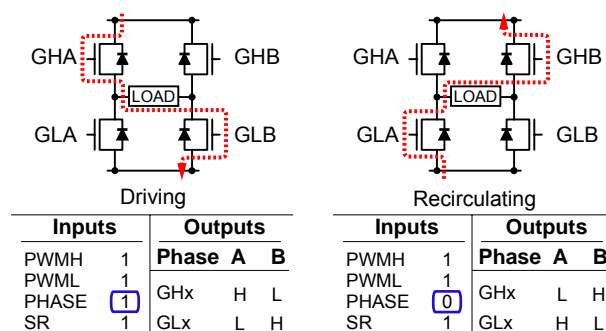 GHA GHB GHA GHB
LOAD LOAD
GLA GLB GLA GLB
Driving Recirculating
Inputs Outputs Inputs Outputs
PWMH 1 Phase A B PWMH 1 Phase A B
PWML 1 PWML 1
PHASE 1 GHx H L PHASE 0 GHx L H
SR 1 GLx L H SR 1 GLx H L